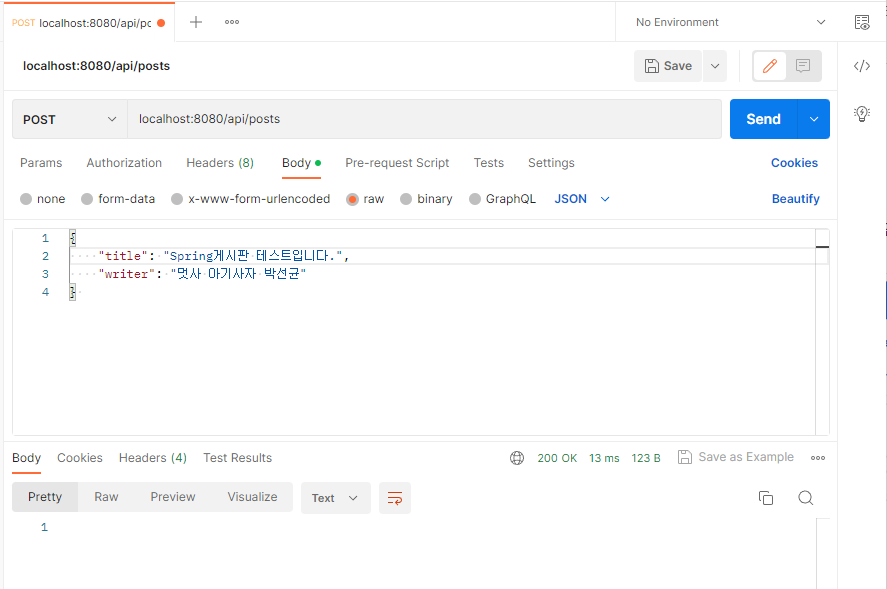 POST localhost:8080/api/pc
No Environment
localhost:8080/api/posts
Save
POST localhost:8080/api/posts Send
Params Authorization Headers (8) Body Pre-request Script Tests Settings Cookies
none form-data x-www-form-urlencoded raw binary GraphQL JSON Beautify
1 {
2 "title": "Spring게시판 테스트입니다.",
3 "writer": "멋사 아기사자 박선균"
4 }
Body Cookies Headers (4) Test Results 200 OK 13 ms 123 B Save as Example
Pretty Raw Preview Visualize Text
1